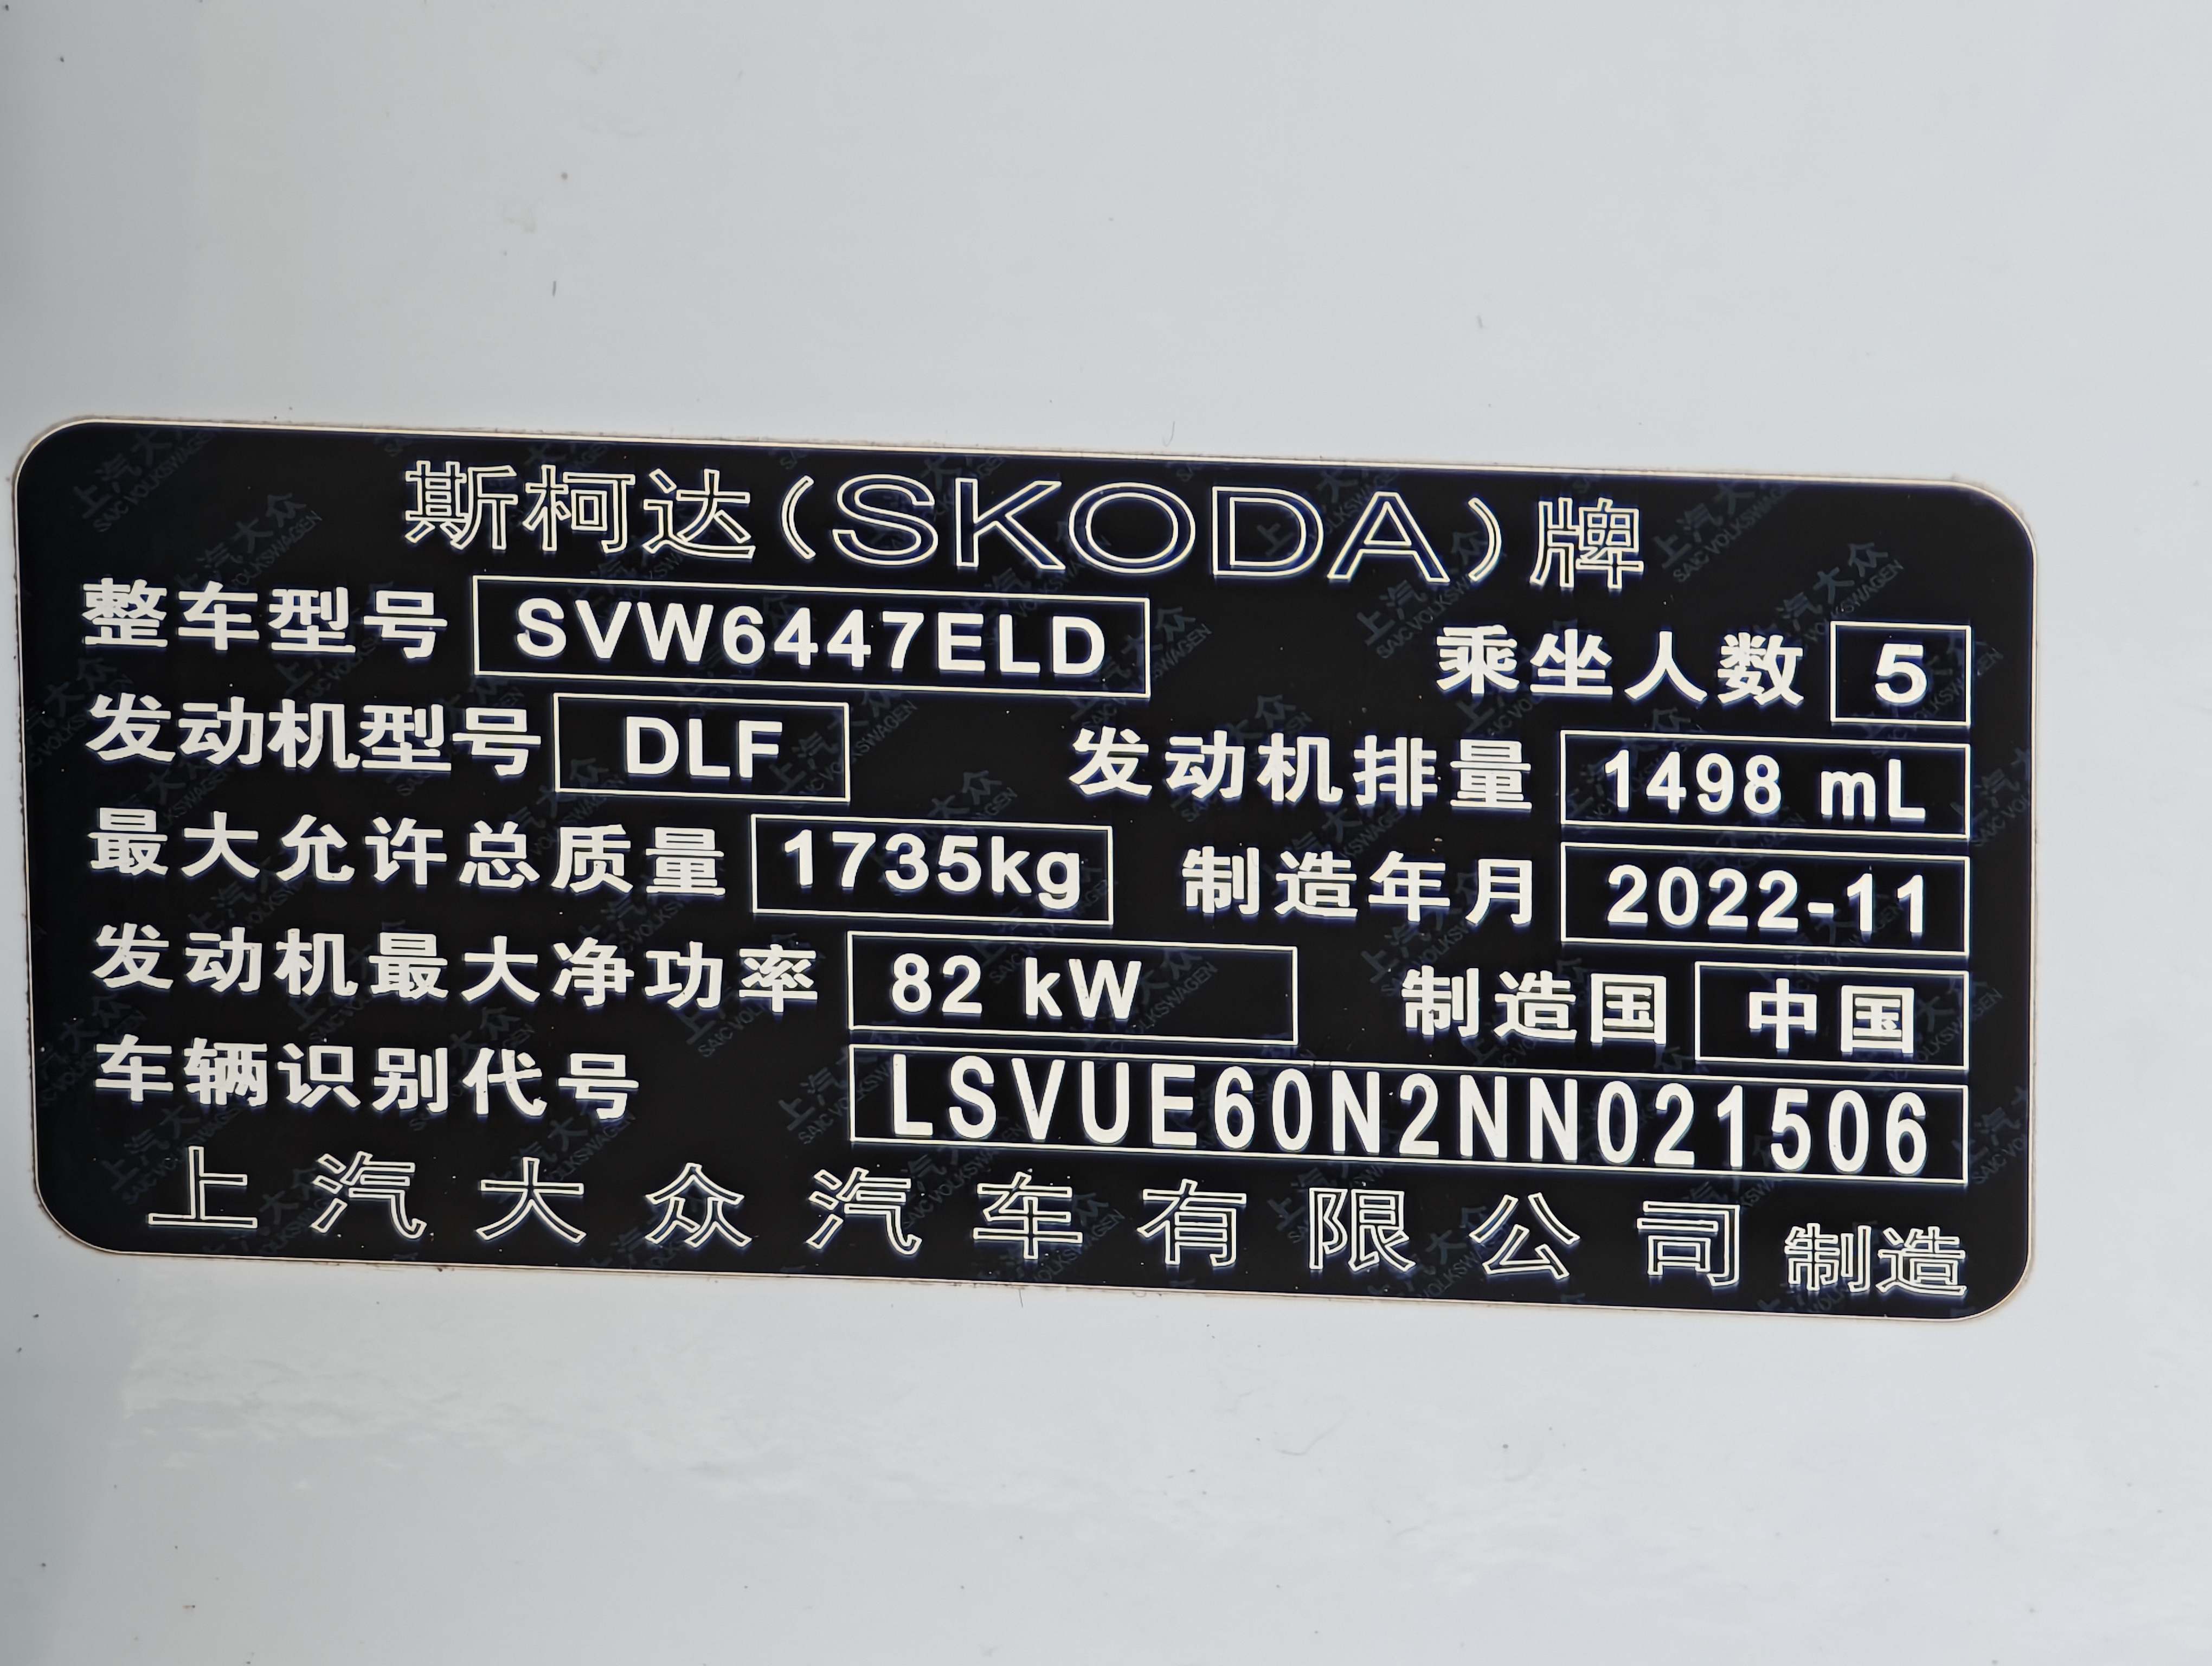 斯柯达(SKODA)牌
整车型号 SVW6447ELD 乘坐人数 5
发动机型号 DLF 发动机排量 1498 mL
最大允许总质量 1735kg 制造年月 2022-11
发动机最大净功率 82 kW 制造国 中国
车辆识别代号 LSVUE60N2NN021506
上汽大众汽车有限公司 制造